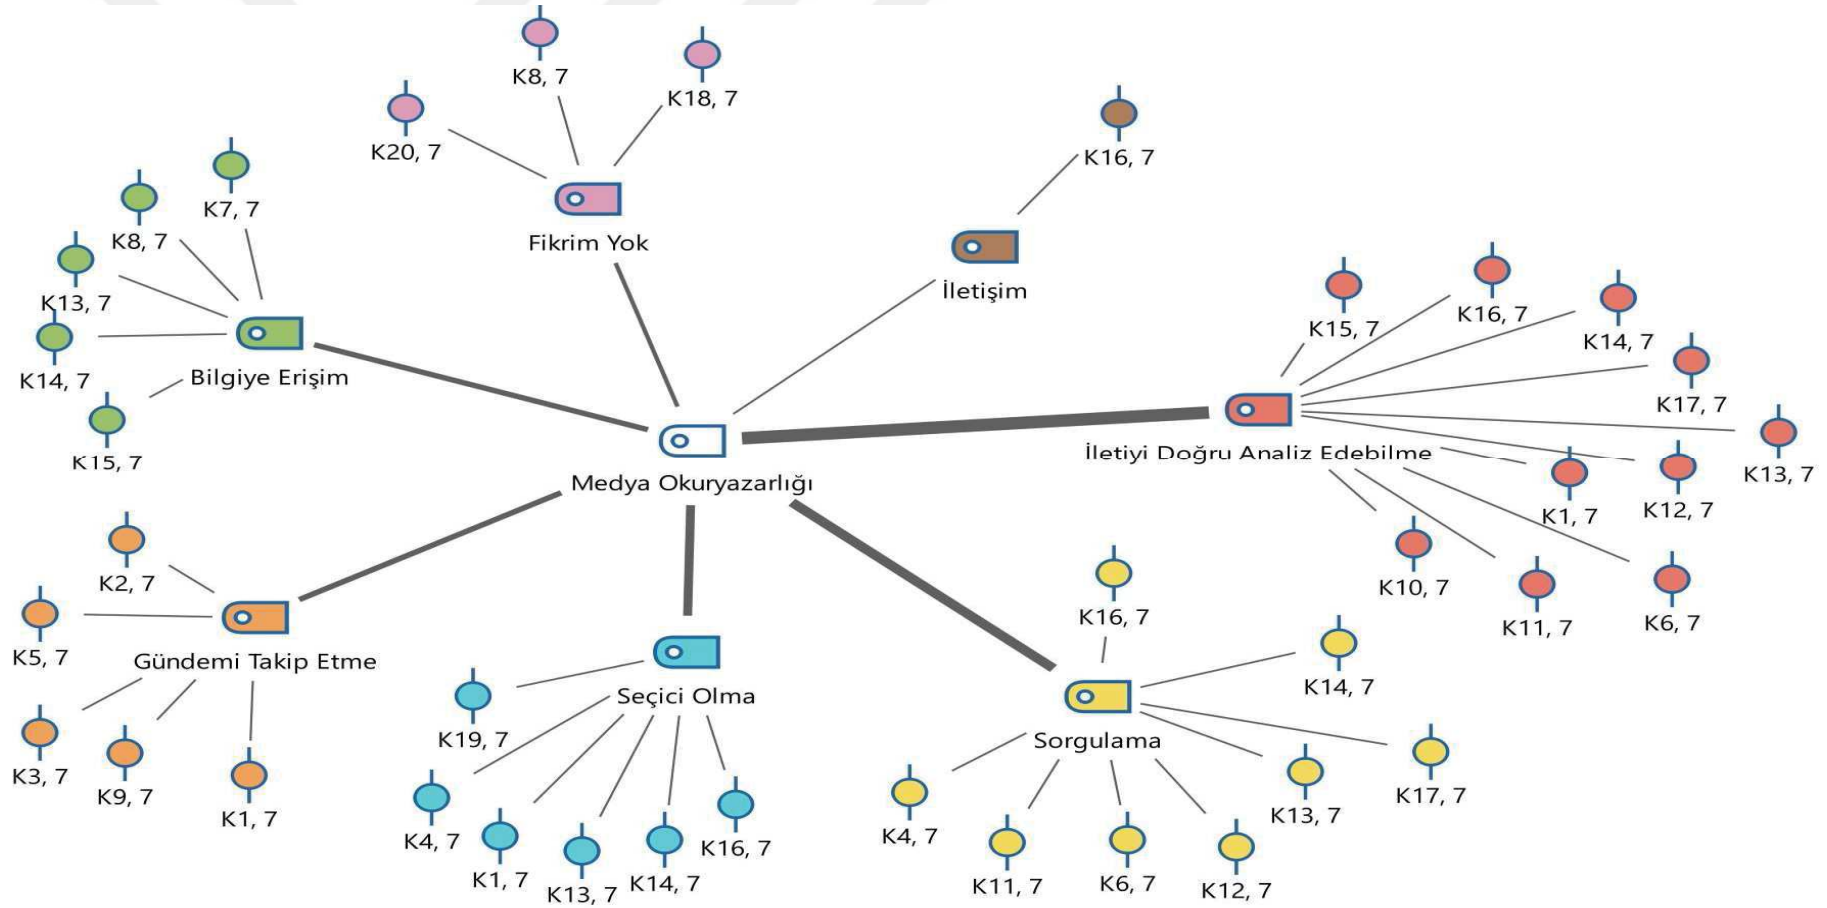 K8, 7
K18, 7
K20, 7
K16, 7
Fikrim Yok
İletişim
K7, 7
K8, 7
K13, 7
K14, 7
Bilgiye Erişim
K15, 7
K15, 7
K16, 7
K14, 7
K17, 7
İletiyi Doğru Analiz Edebilme
K13, 7
K1, 7
K12, 7
K10, 7
K11, 7
K6, 7
Medya Okuryazarlığı
K2, 7
K5, 7
Gündemi Takip Etme
K3, 7
K9, 7
K1, 7
Seçici Olma
K19, 7
K4, 7
K1, 7
K13, 7
K14, 7
K16, 7
K16, 7
K14, 7
Sorgulama
K17, 7
K13, 7
K4, 7
K11, 7
K6, 7
K12, 7